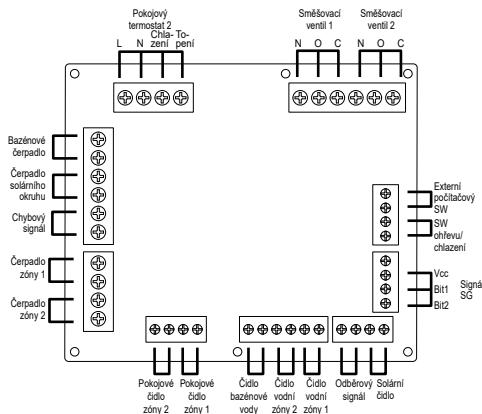 Pokojový
termostat 2
L N Chla-
zení To-
pení
Směšovací
ventil 1
N O C
Směšovací
ventil 2
N O C
Bazénové
čerpadlo
Čerpadlo
solárního
okruhu
Chybový
signál
Čerpadlo
zóny 1
Čerpadlo
zóny 2
Externí
počítačový
SW
SW
ohřevu/
chlazení
Vcc
Bit1
Bit2
Signá
SG
Pokojové
čidlo
zóny 2
Pokojové
čidlo
zóny 1
Čidlo
bazénové
vody
Čidlo
vodní
zóny 2
Čidlo
vodní
zóny 1
Odběrový
signál
Solární
čidlo